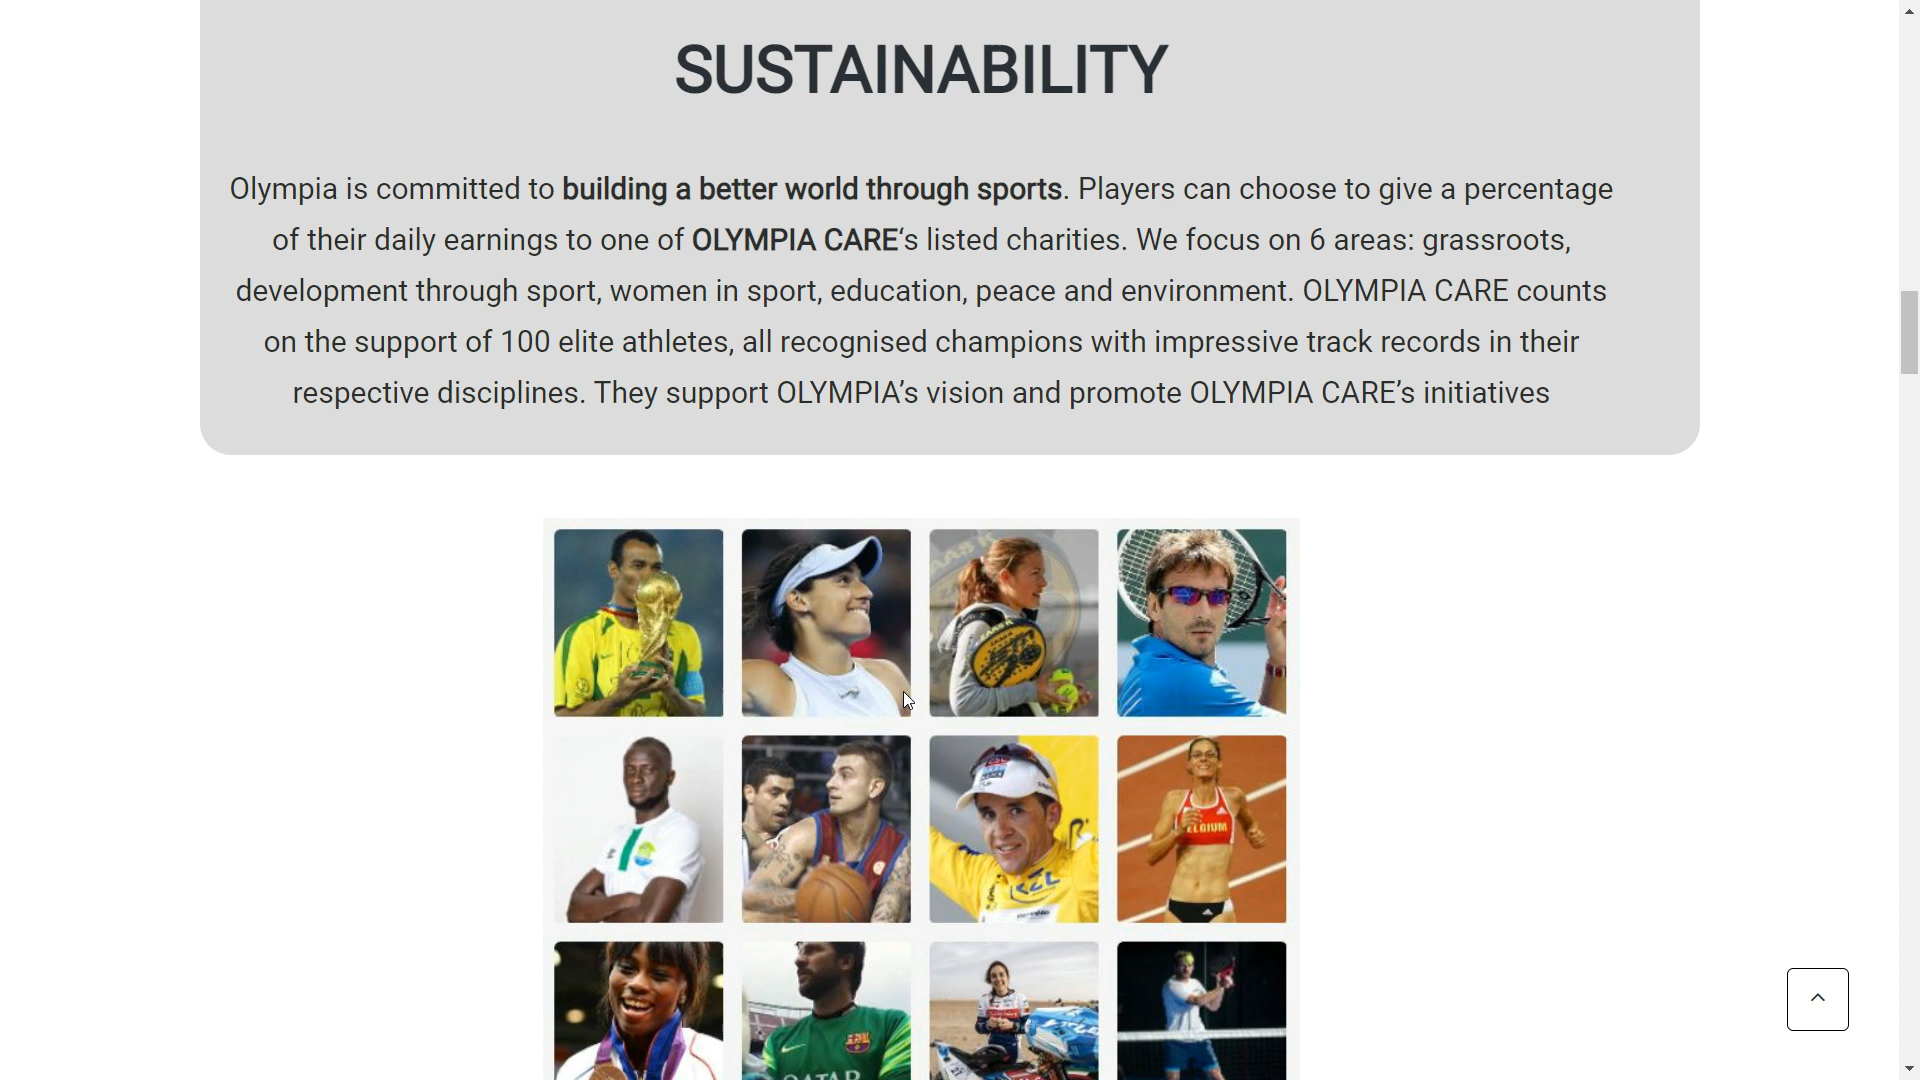 SUSTAINABILITY
Olympia is committed to building a better world through sports. Players can choose to give a percentage
of their daily earnings to one of OLYMPIA CARE‘s listed charities. We focus on 6 areas: grassroots,
development through sport, women in sport, education, peace and environment. OLYMPIA CARE counts
on the support of 100 elite athletes, all recognised champions with impressive track records in their
respective disciplines. They support OLYMPIA’s vision and promote OLYMPIA CARE’s initiatives
ELGIUM
QATAR